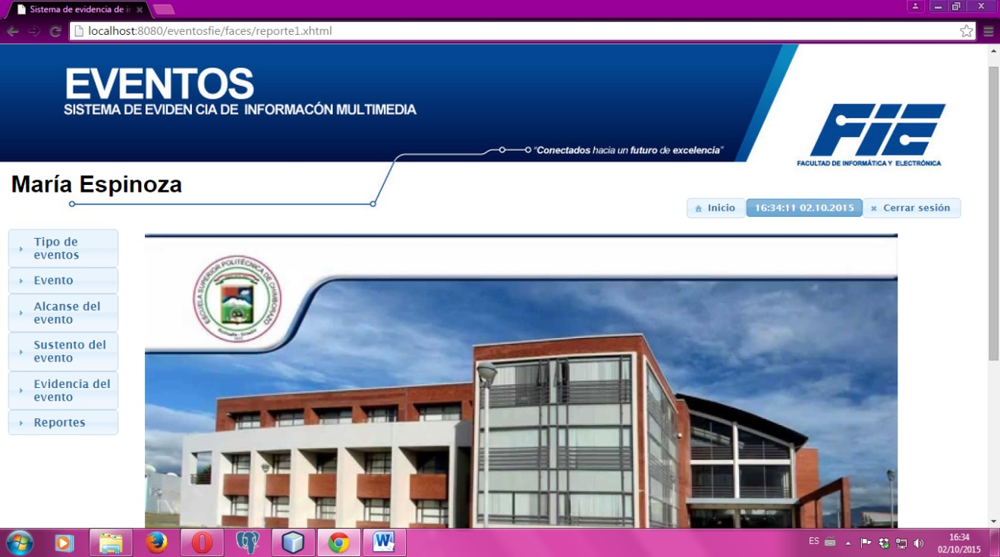 Sistema de evidencia de in
localhost:8080/eventosfie/faces/reporte1.xhtml
EVENTOS
SISTEMA DE EVIDEN CIA DE INFORMACÓN MULTIMEDIA
"Conectados hacia un futuro de excelencia"
FIE
FACULTAD DE INFORMÁTICA Y ELECTRÓNICA
María Espinoza
Inicio
16:34:11 02.10.2015
Cerrar sesión
Tipo de
eventos
Evento
Alcanse del
evento
Sustento del
evento
Evidencia del
evento
Reportes
ESCUELA SUPERIOR POLITÉCNICA DE CHIMBORAZO
Riobamba - Ecuador
ES
16:34
02/10/2015